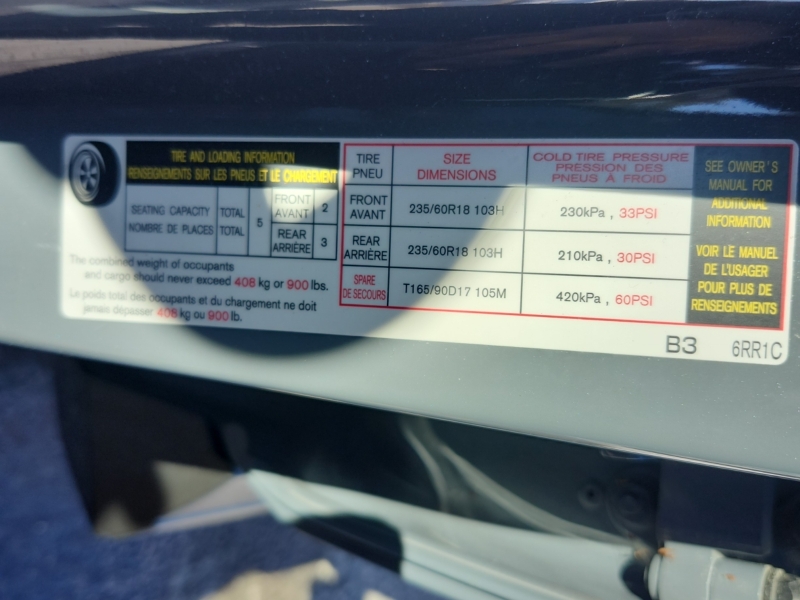 TIRE AND LOADING INFORMATION
RENSEIGNEMENTS SUR LES PNEUS ET LE CHARGEMENT
SEATING CAPACITY
NOMBRE DE PLACES
TOTAL
TOTAL
5
FRONT
AVANT
2
REAR
ARRIÈRE
3
The combined weight of occupants
and cargo should never exceed 408 kg or 900 lbs.
Le poids total des occupants et du chargement ne doit
jamais dépasser 408 kg ou 900 lb.
TIRE
PNEU
SIZE
DIMENSIONS
COLD TIRE PRESSURE
PRESSION DES
PNEUS À FROID
FRONT
AVANT
235/60R18 103H
230kPa , 33PSI
REAR
ARRIÈRE
235/60R18 103H
210kPa , 30PSI
SPARE
DE SECOURS
T165/90D17 105M
420kPa , 60PSI
SEE OWNER'S
MANUAL FOR
ADDITIONAL
INFORMATION
VOIR LE MANUEL
DE L'USAGER
POUR PLUS DE
RENSEIGNEMENTS
B3 6RR1C